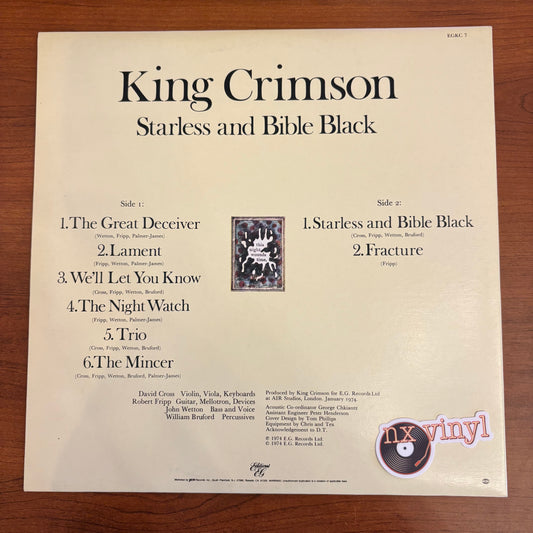 E.G.K.C. 7
King Crimson
Starless and Bible Black
Side 1:
1.The Great Deceiver
(Wetton, Fripp, Palmer-James)
2.Lament
(Fripp, Wetton, Palmer-James)
3.We'll Let You Know
(Cross, Fripp, Wetton, Bruford)
4.The Night Watch
(Fripp, Wetton, Palmer-James)
5.Trio
(Cross, Fripp, Wetton, Bruford)
6.The Mincer
(Cross, Fripp, Wetton, Bruford, Palmer-James)
this
night
wounds
time,
Side 2:
1.Starless and Bible Black
(Cross, Fripp, Wetton, Bruford)
2.Fracture
(Fripp)
David Cross Violin, Viola, Keyboards
Robert Fripp Guitar, Mellotron, Devices
John Wetton Bass and Voice
William Bruford Percussives
Produced by King Crimson for E.G. Records Ltd
at AIR Studios, London. January 1974
Acoustic Co-ordinator George Chkiantz
Assistant Engineer Peter Henderson
Cover Design by Tom Phillips
Equipment by Chris and Tex
Acknowledgement to D.T.
℗ 1974 E.G. Records Ltd
© 1974 E.G. Records Ltd
Editions
EG
nx vinyl